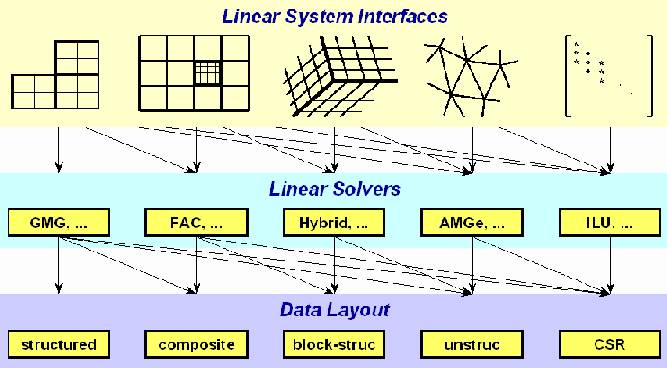 Linear System Interfaces
Linear Solvers
GMG, ... FAC, ... Hybrid, ... AMGe, ... ILU, ...
Data Layout
structured composite block-struc unstruc CSR